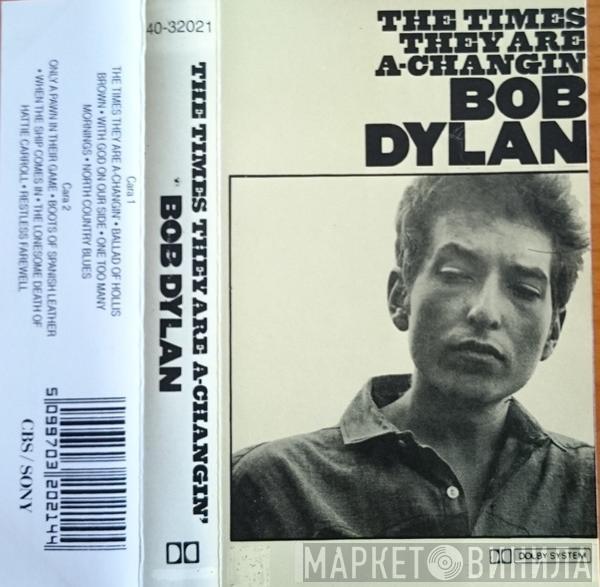 THE TIMES
THEY ARE
A-CHANGIN
BOB
DYLAN
DOLBY SYSTEM
40-32021
THE TIMES THEY ARE A-CHANGIN'
BOB DYLAN
Cara 1
THE TIMES THEY ARE A-CHANGIN' • BALLAD OF HOLLIS
BROWN • WITH GOD ON OUR SIDE • ONE TOO MANY
MORNINGS • NORTH COUNTRY BLUES
Cara 2
ONLY A PAWN IN THEIR GAME • BOOTS OF SPANISH LEATHER
• WHEN THE SHIP COMES IN • THE LONESOME DEATH OF
HATTIE CARROLL • RESTLESS FAREWELL
5 099703 202144
CBS / SONY
МАРКЕТ ВИНИЛА